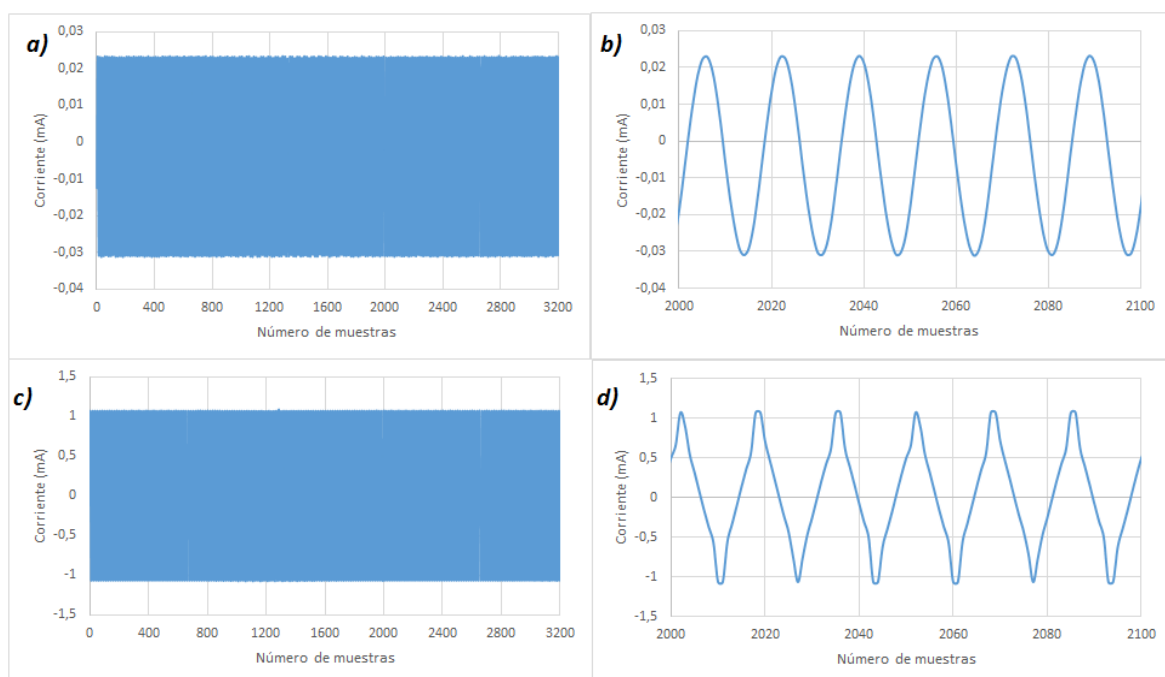 a)
0,03
0,02
0,01
0
-0,01
-0,02
-0,03
-0,04
Corriente (mA)
0 400 800 1200 1600 2000 2400 2800 3200
Número de muestras
b)
0,03
0,02
0,01
0
-0,01
-0,02
-0,03
-0,04
Corriente (mA)
2000 2020 2040 2060 2080 2100
Número de muestras
c)
1,5
1
0,5
0
-0,5
-1
-1,5
Corriente (mA)
0 400 800 1200 1600 2000 2400 2800 3200
Número de muestras
d)
1,5
1
0,5
0
-0,5
-1
-1,5
Corriente (mA)
2000 2020 2040 2060 2080 2100
Número de muestras